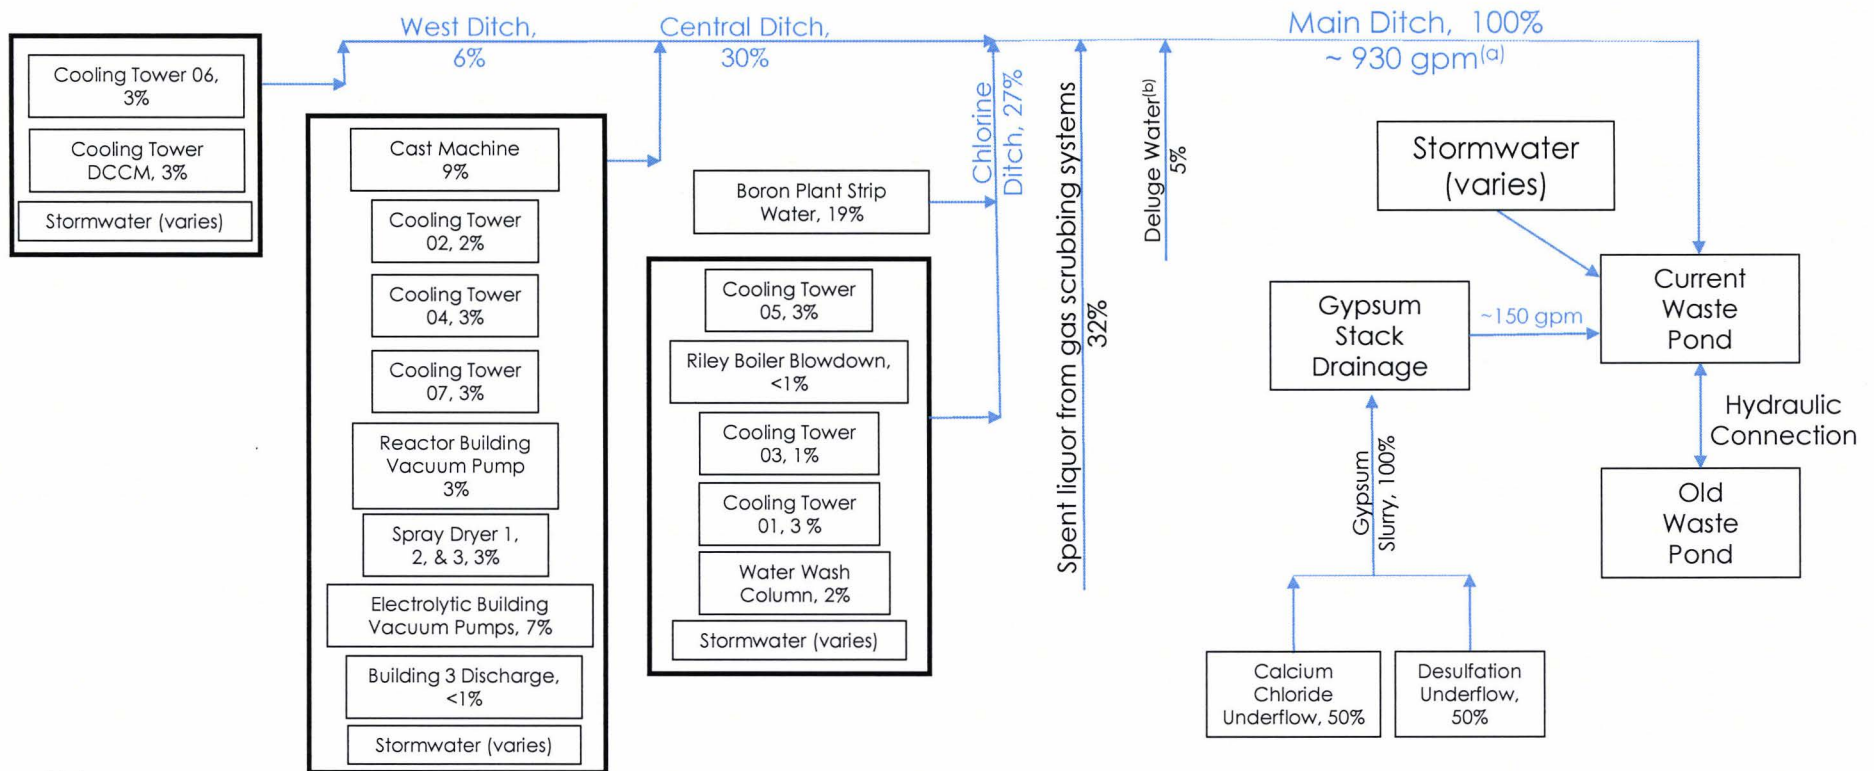 West Ditch,
6%
Central Ditch,
30%
Main Ditch, 100%
~ 930 gpm(a)
Cooling Tower 06,
3%
Cooling Tower
DCCM, 3%
Stormwater (varies)
Cast Machine
9%
Cooling Tower
02, 2%
Cooling Tower
04, 3%
Cooling Tower
07, 3%
Reactor Building
Vacuum Pump
3%
Spray Dryer 1,
2, & 3, 3%
Electrolytic Building
Vacuum Pumps, 7%
Building 3 Discharge,
<1%
Stormwater (varies)
Boron Plant Strip
Water, 19%
Cooling Tower
05, 3%
Riley Boiler Blowdown,
<1%
Cooling Tower
03, 1%
Cooling Tower
01, 3 %
Water Wash
Column, 2%
Stormwater (varies)
Chlorine
Ditch, 27%
Spent liquor from gas scrubbing systems
32%
Deluge Water(b)
5%
Stormwater
(varies)
Gypsum
Stack
Drainage
~150 gpm
Current
Waste
Pond
Hydraulic
Connection
Old
Waste
Pond
Gypsum
Slurry, 100%
Calcium
Chloride
Underflow, 50%
Desulfation
Underflow,
50%